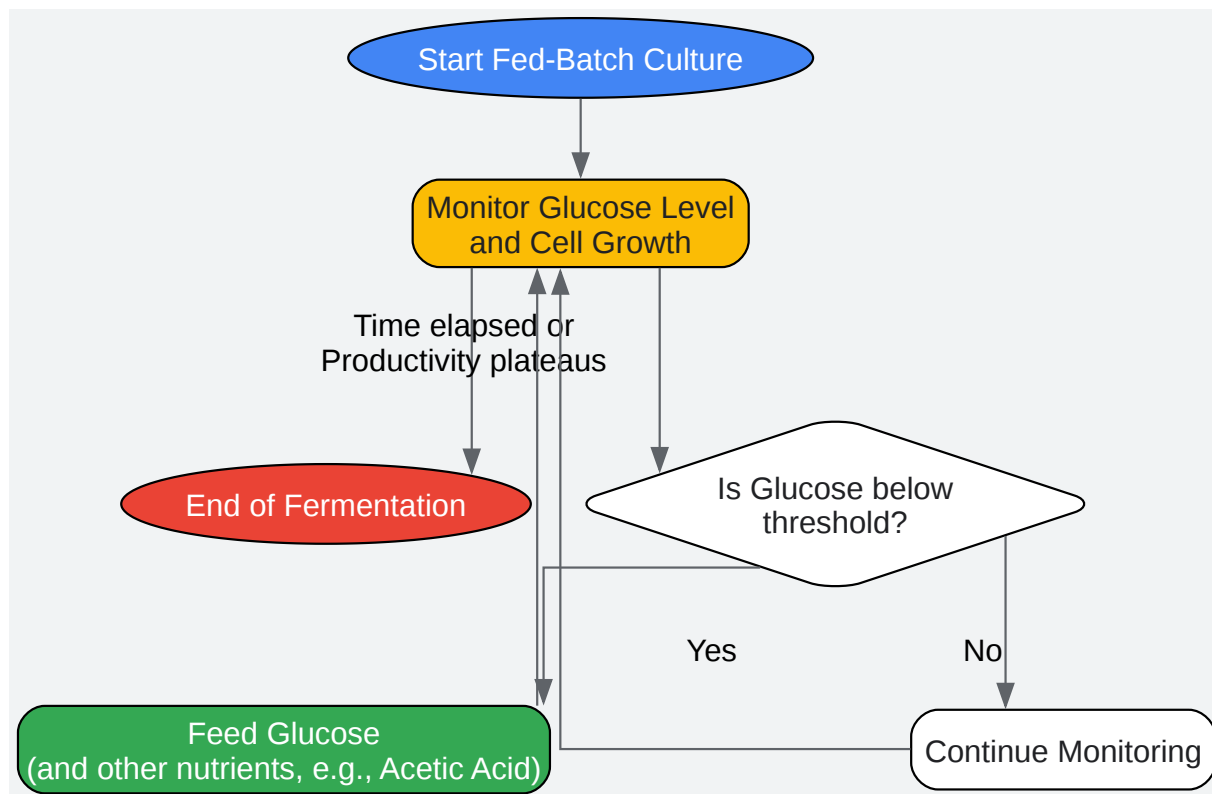 Start Fed-Batch Culture
Monitor Glucose Level
and Cell Growth
Time elapsed or
Productivity plateaus
End of Fermentation
Is Glucose below
threshold?
Yes
No
Feed Glucose
(and other nutrients, e.g., Acetic Acid)
Continue Monitoring